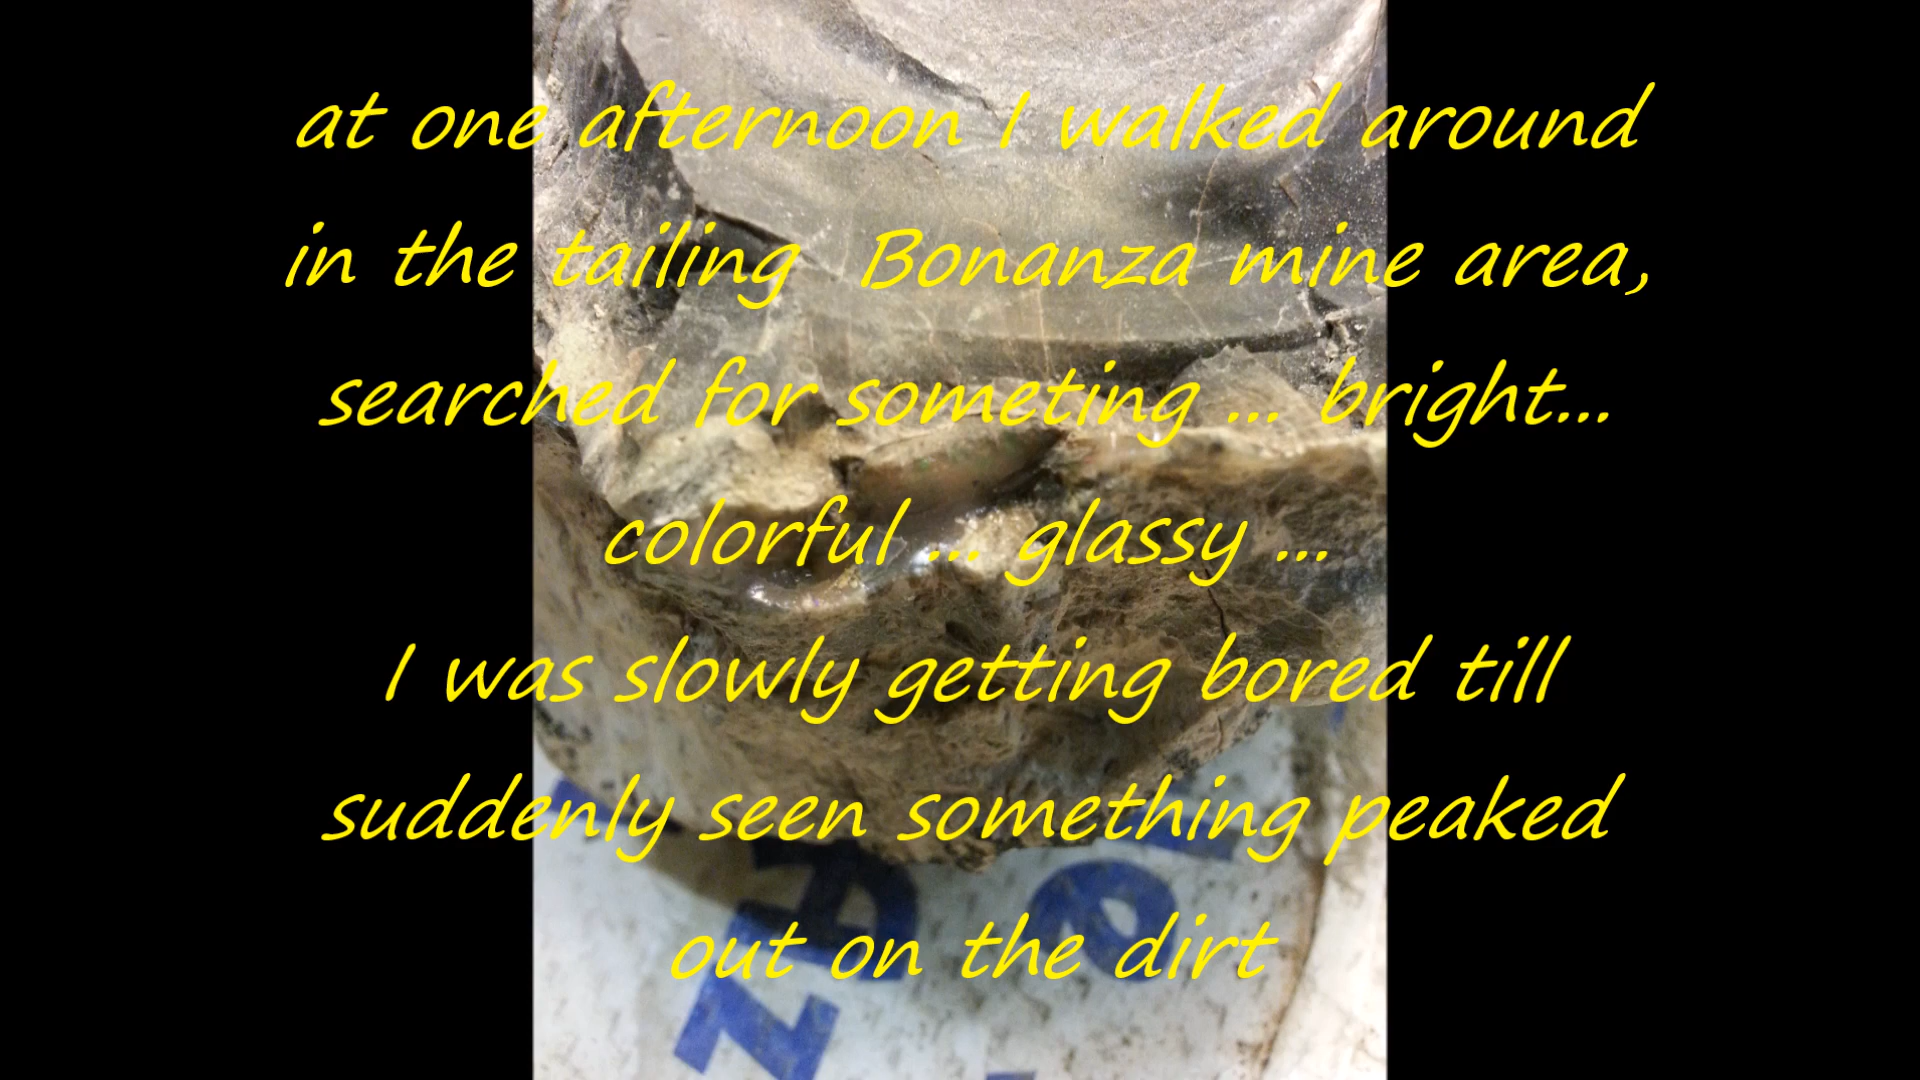 at one afternoon I walked around
in the tailing Bonanza mine area,
searched for someting ... bright...
colorful ... glassy ...
I was slowly getting bored till
suddenly seen something peaked
out on the dirt